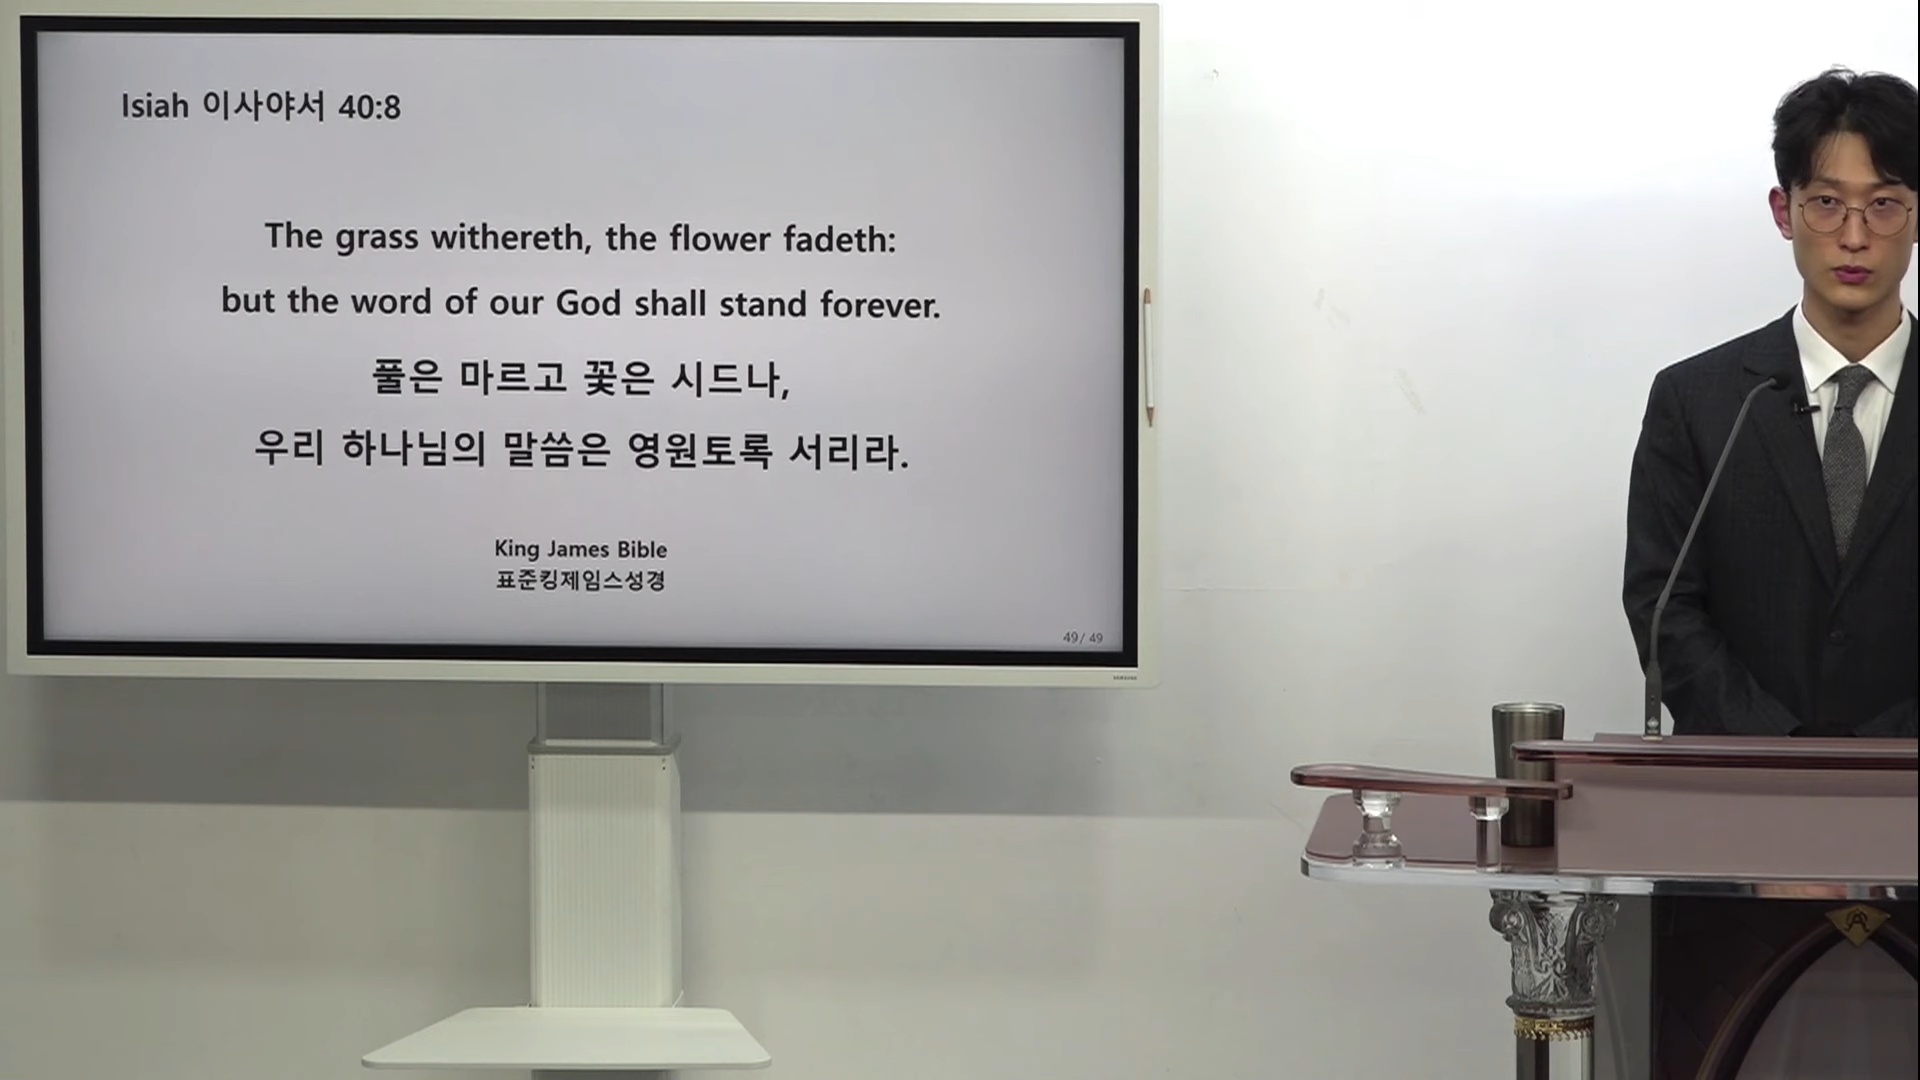 Isiah 이사야서 40:8
The grass withereth, the flower fadeth:
but the word of our God shall stand forever.
풀은 마르고 꽃은 시드나,
우리 하나님의 말씀은 영원토록 서리라.
King James Bible
표준킹제임스성경
49/ 49
SAMSUNG